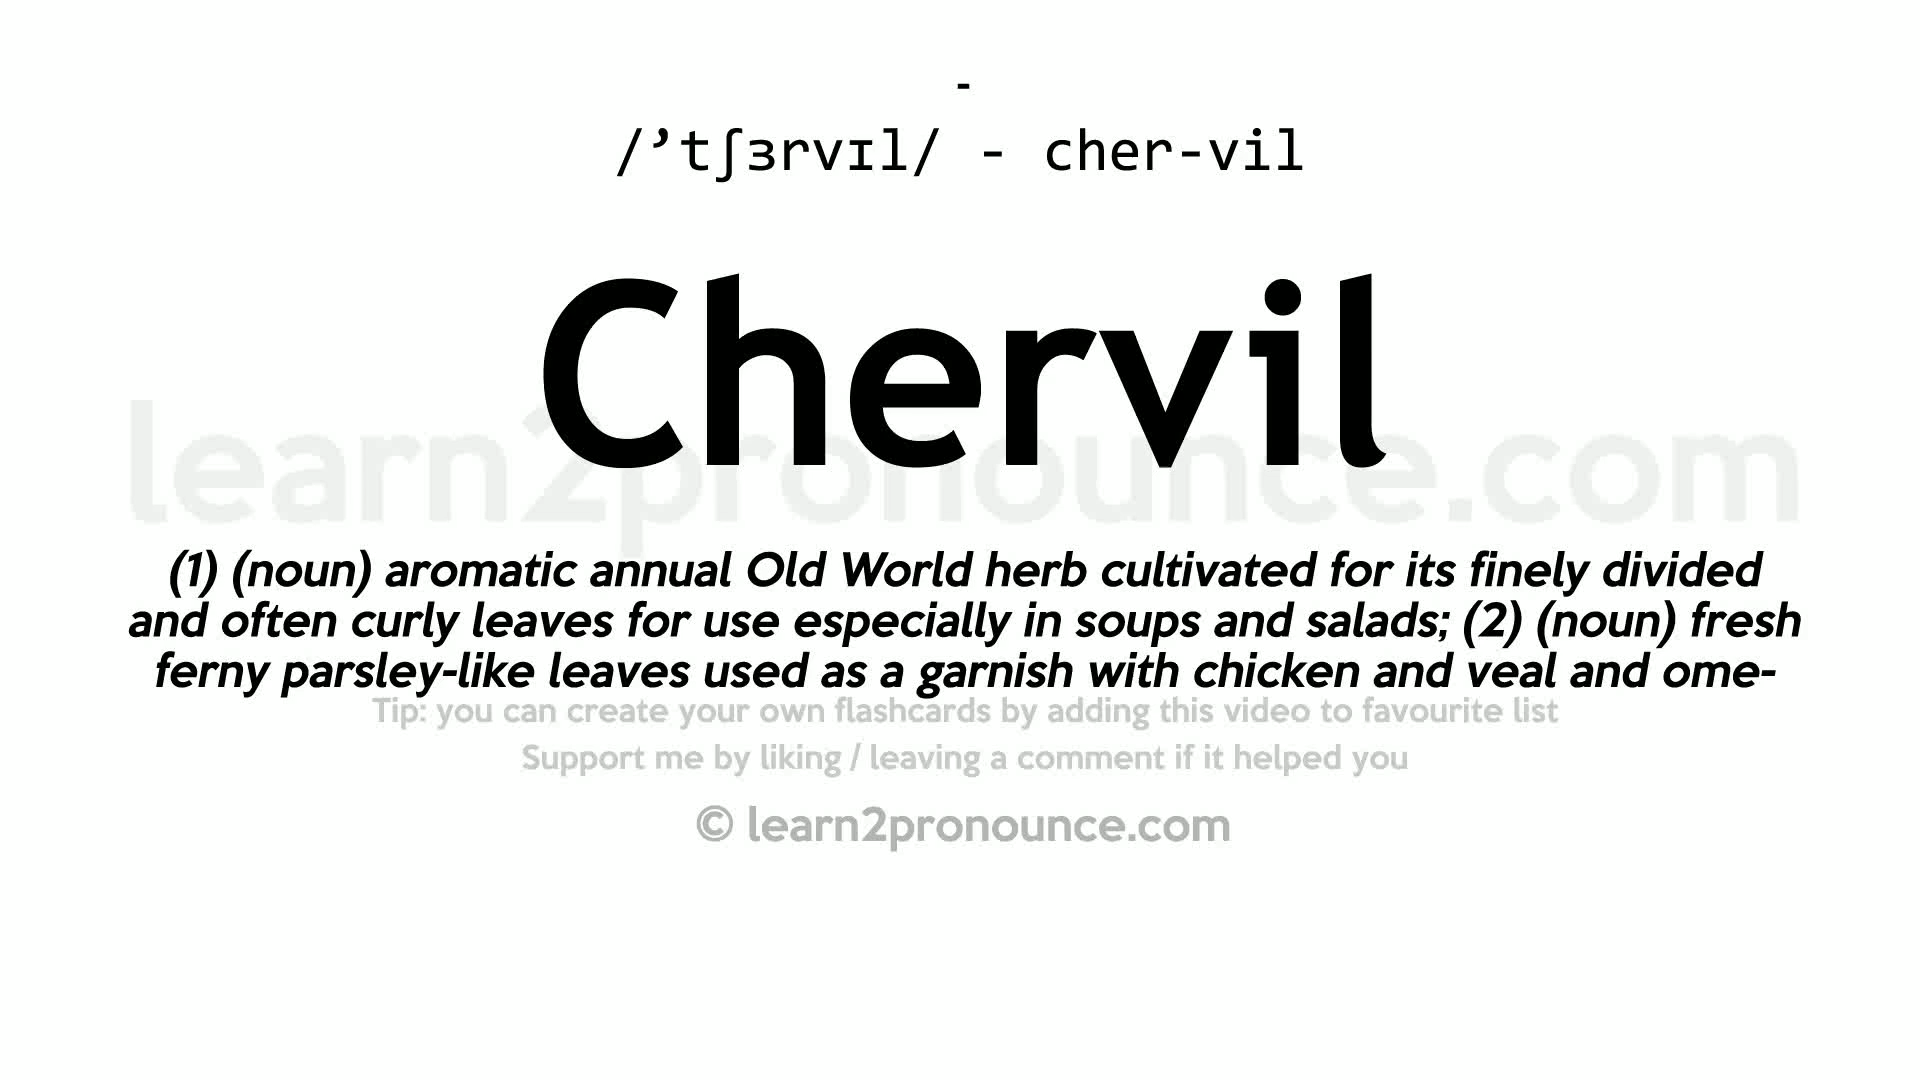 -
/’tʃɜrvɪl/ - cher-vil
Chervil
learn2pronounce.com
(1) (noun) aromatic annual Old World herb cultivated for its finely divided
and often curly leaves for use especially in soups and salads; (2) (noun) fresh
ferny parsley-like leaves used as a garnish with chicken and veal and ome-
Tip: you can create your own flashcards by adding this video to favourite list
Support me by liking / leaving a comment if it helped you
© learn2pronounce.com